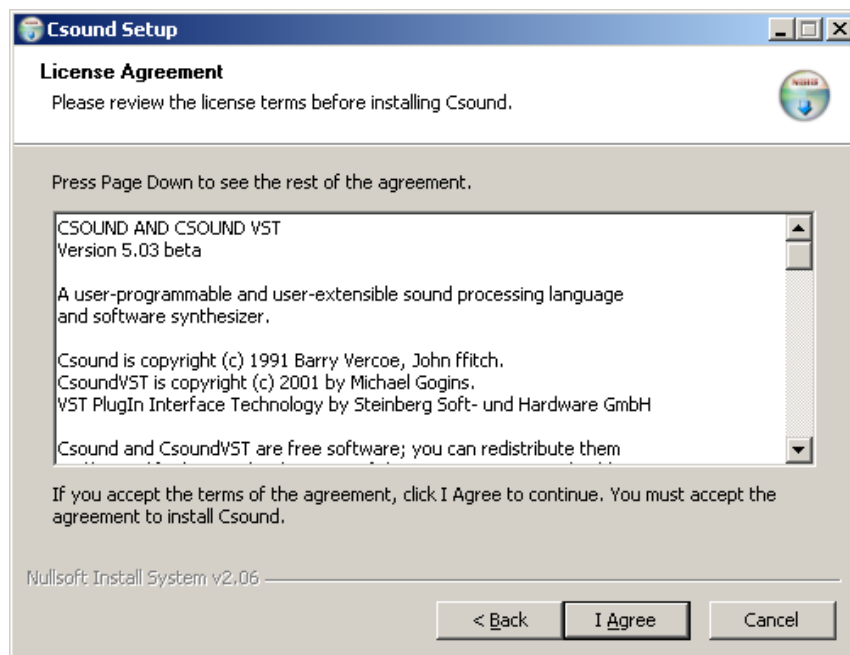 Csound Setup
License Agreement
Please review the license terms before installing Csound.
Press Page Down to see the rest of the agreement.
CSOUND AND CSOUND VST
Version 5.03 beta
A user-programmable and user-extensible sound processing language
and software synthesizer.
Csound is copyright (c) 1991 Barry Vercoe, John ffitch.
CsoundVST is copyright (c) 2001 by Michael Gogins.
VST PlugIn Interface Technology by Steinberg Soft- und Hardware GmbH
Csound and CsoundVST are free software; you can redistribute them
If you accept the terms of the agreement, click I Agree to continue. You must accept the
agreement to install Csound.
Nullsoft Install System v2.06
< Back
I Agree
Cancel